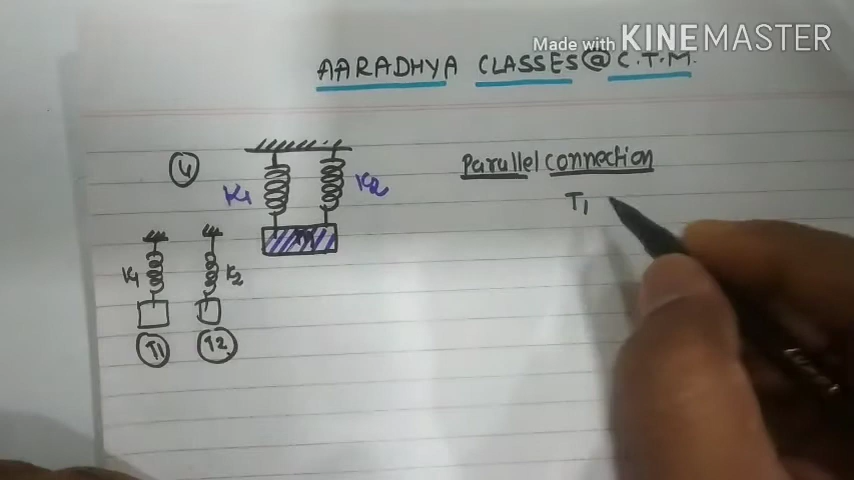 Made with KINEMASTER
AARADHYA CLASSES@C.T.M.
4
K1
K2
m
Parallel connection
T1
K1
K2
T1
T2